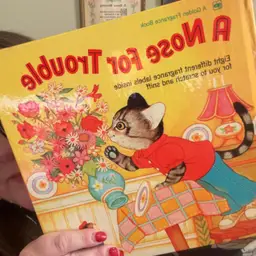 A Golden Fragrance Book
A Nose For Trouble
Eight different fragrance labels inside
for you to scratch and sniff